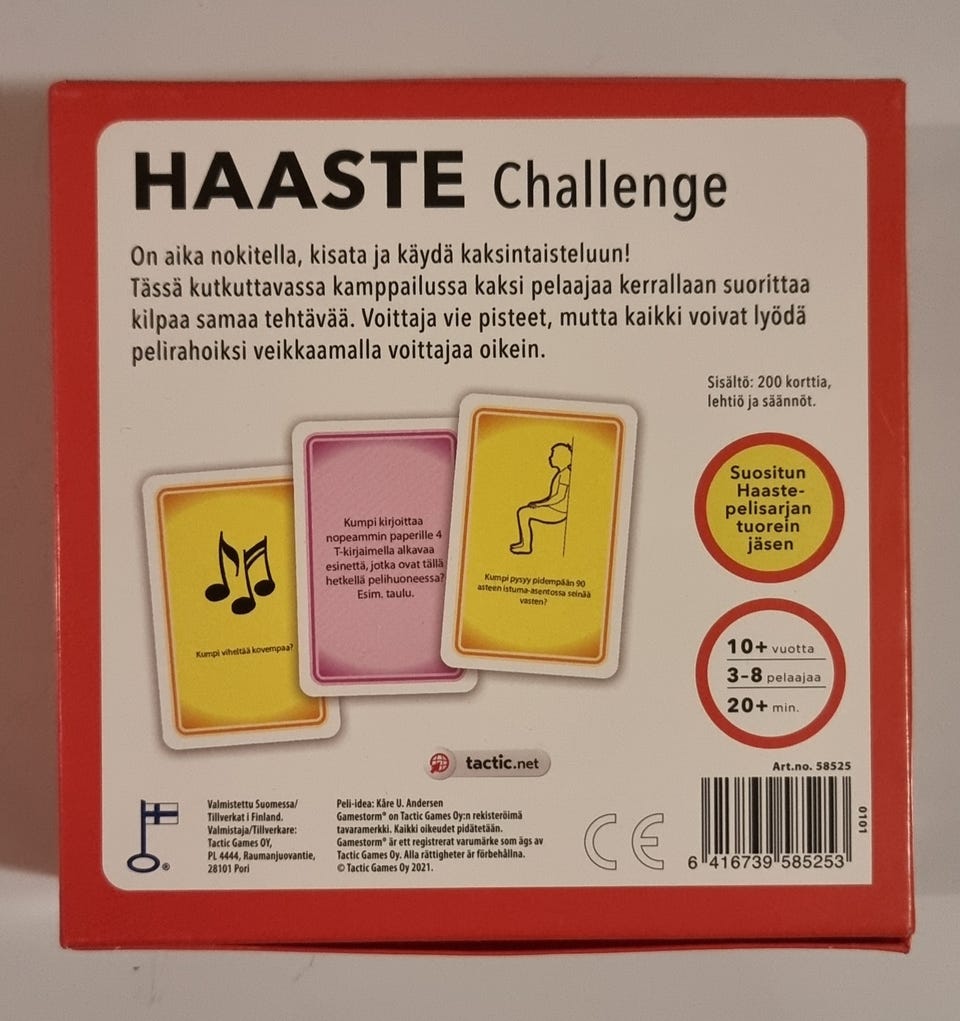 HAASTE Challenge
On aika nokitella, kisata ja käydä kaksintaisteluun!
Tässä kutkuttavassa kamppailussa kaksi pelaajaa kerrallaan suorittaa
kilpaa samaa tehtävää. Voittaja vie pisteet, mutta kaikki voivat lyödä
pelirahoiksi veikkaamalla voittajaa oikein.
Sisältö: 200 korttia,
lehtiö ja säännöt.
Kumpi viheltää kovempaa?
Kumpi kirjoittaa
nopeammin paperille 4
T-kirjaimella alkavaa
esinettä, jotka ovat tällä
hetkellä pelihuoneessa?
Esim. taulu.
Kumpi pysyy pidempään 90
asteen istuma-asentossa seinää
vasten?
Suositun
Haaste-
pelisarjan
tuorein
jäsen
10+ vuotta
3-8 pelaajaa
20+ min.
tactic.net
Art.no. 58525
Valmistettu Suomessa/
Tillverkat i Finland.
Valmistaja/Tillverkare:
Tactic Games OY,
PL 4444, Raumanjuovantie,
28101 Pori
®
Peli-idea: Kåre U. Andersen
Gamestorm® on Tactic Games Oy:n rekisteröimä
tavaramerkki. Kaikki oikeudet pidätetään.
Gamestorm® är ett registrerat varumärke som ägs av
Tactic Games Oy. Alla rättigheter är förbehållna.
© Tactic Games Oy 2021.
CE
6 416739 585253
0101